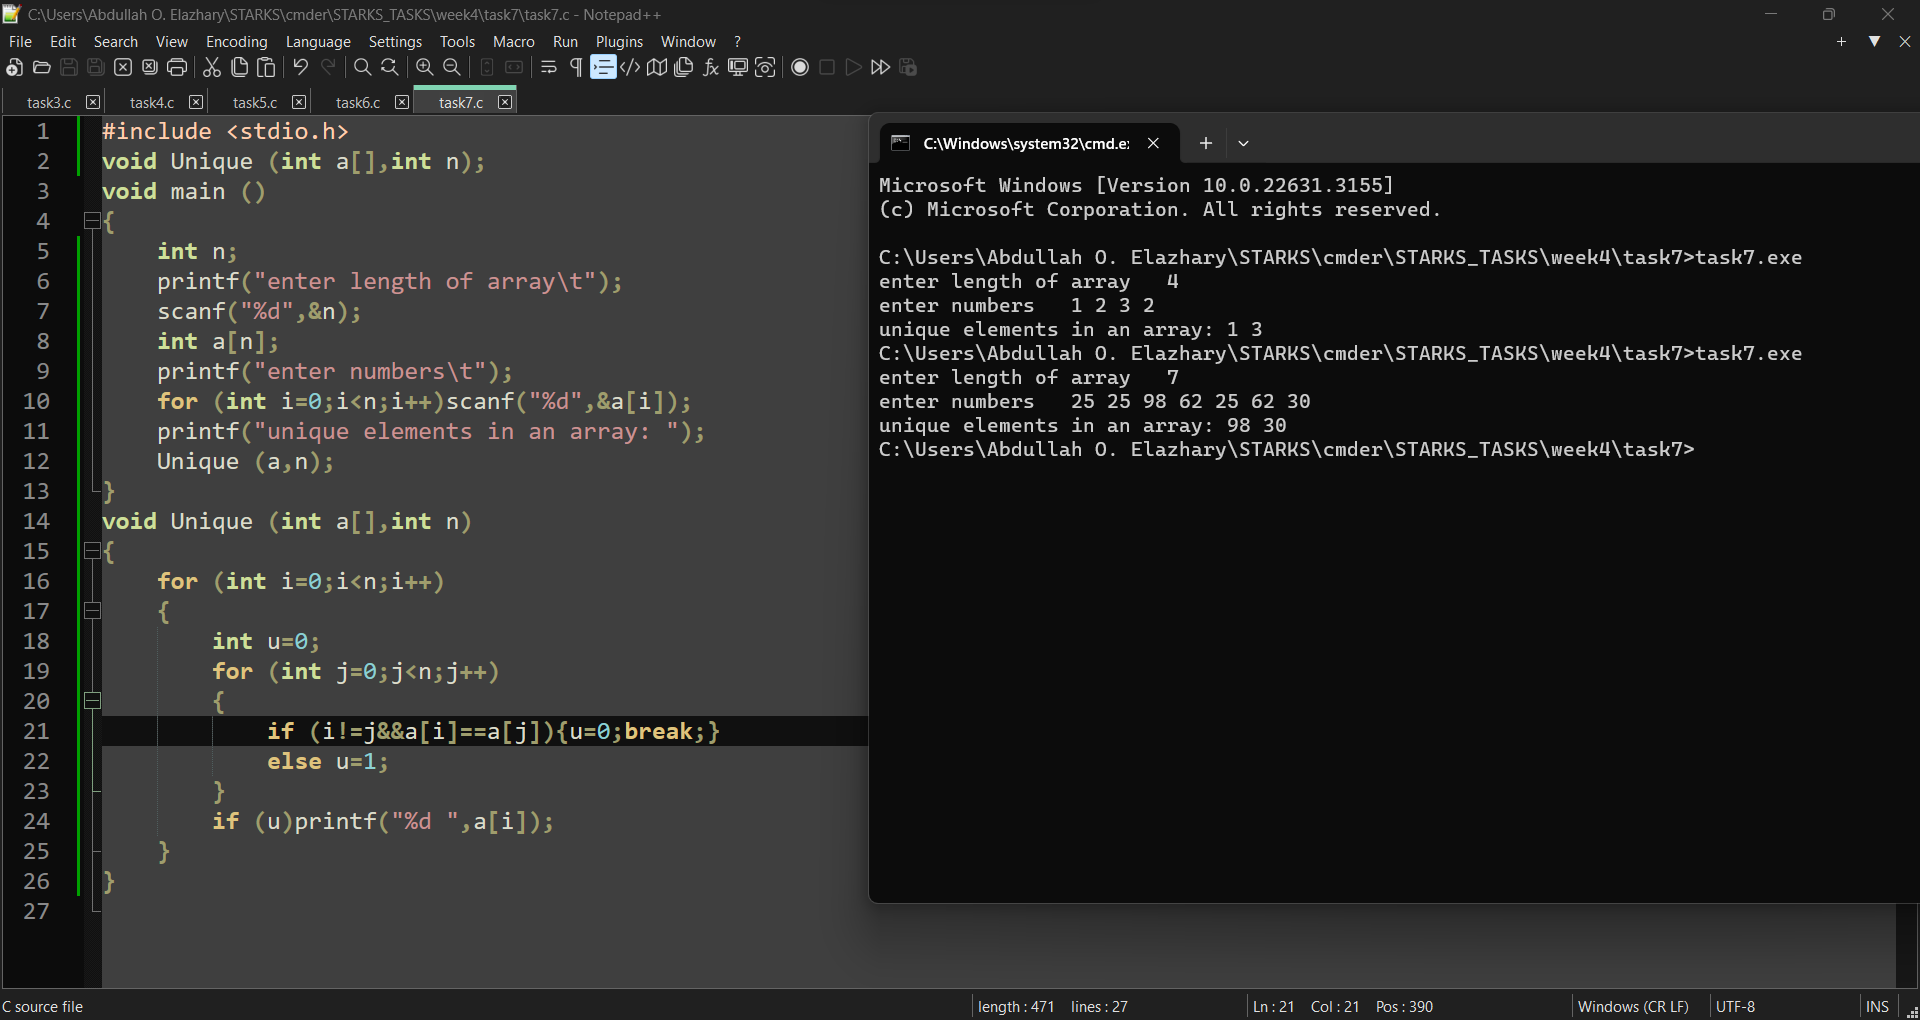 C:\Users\Abdullah O. Elazhary\STARKS\cmder\STARKS_TASKS\week4\task7\task7.c - Notepad++
File Edit Search View Encoding Language Settings Tools Macro Run Plugins Window ?
task3.c task4.c task5.c task6.c task7.c
1 #include <stdio.h>
2 void Unique (int a[],int n);
3 void main ()
4 {
5 int n;
6 printf("enter length of array\t");
7 scanf("%d",&n);
8 int a[n];
9 printf("enter numbers\t");
10 for (int i=0;i<n;i++)scanf("%d",&a[i]);
11 printf("unique elements in an array: ");
12 Unique (a,n);
13 }
14 void Unique (int a[],int n)
15 {
16 for (int i=0;i<n;i++)
17 {
18 int u=0;
19 for (int j=0;j<n;j++)
20 {
21 if (i!=j&&a[i]==a[j]){u=0;break;}
22 else u=1;
23 }
24 if (u)printf("%d ",a[i]);
25 }
26 }
27
C:\Windows\system32\cmd.e:
Microsoft Windows [Version 10.0.22631.3155]
(c) Microsoft Corporation. All rights reserved.
C:\Users\Abdullah O. Elazhary\STARKS\cmder\STARKS_TASKS\week4\task7>task7.exe
enter length of array 4
enter numbers 1 2 3 2
unique elements in an array: 1 3
C:\Users\Abdullah O. Elazhary\STARKS\cmder\STARKS_TASKS\week4\task7>task7.exe
enter length of array 7
enter numbers 25 25 98 62 25 62 30
unique elements in an array: 98 30
C:\Users\Abdullah O. Elazhary\STARKS\cmder\STARKS_TASKS\week4\task7>
C source file length : 471 lines : 27 Ln : 21 Col : 21 Pos : 390 Windows (CR LF) UTF-8 INS